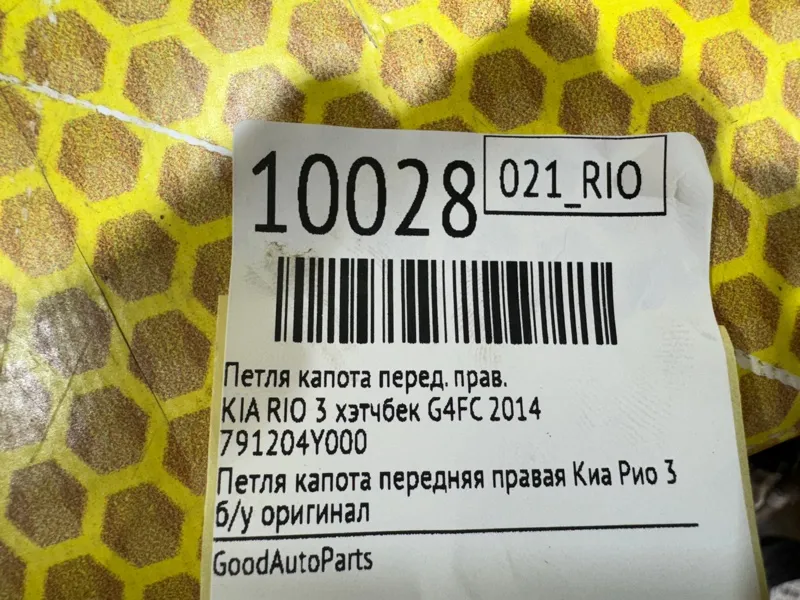 10028
021_RIO
Петля капота перед. прав.
KIA RIO 3 хэтчбек G4FC 2014
791204Y000
Петля капота передняя правая Киа Рио 3
б/у оригинал
GoodAutoParts